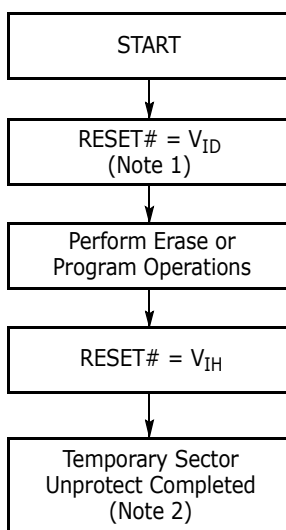 START
RESET# = VID
(Note 1)
Perform Erase or
Program Operations
RESET# = VIH
Temporary Sector
Unprotect Completed
(Note 2)